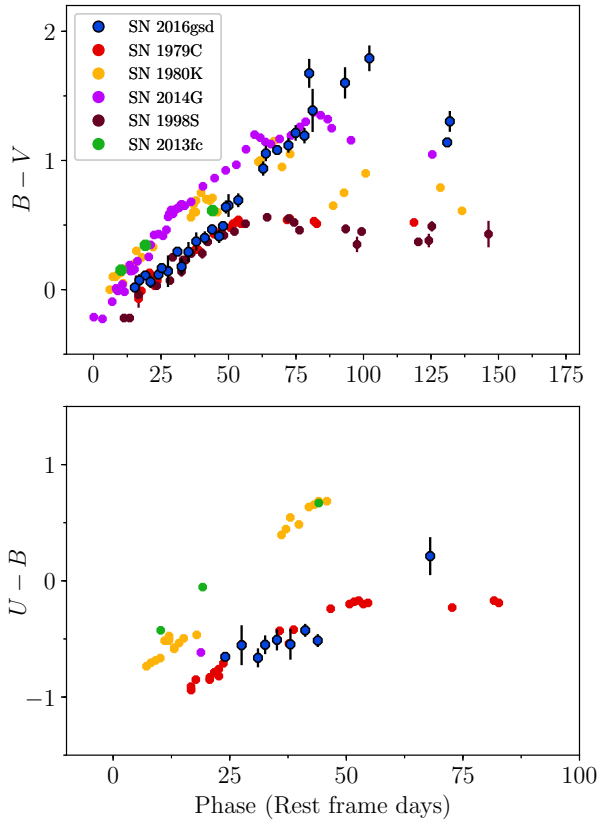 2
1
0
B − V
SN 2016gsd
SN 1979C
SN 1980K
SN 2014G
SN 1998S
SN 2013fc
0 25 50 75 100 125 150 175
1
0
−1
U − B
0 25 50 75 100
Phase (Rest frame days)